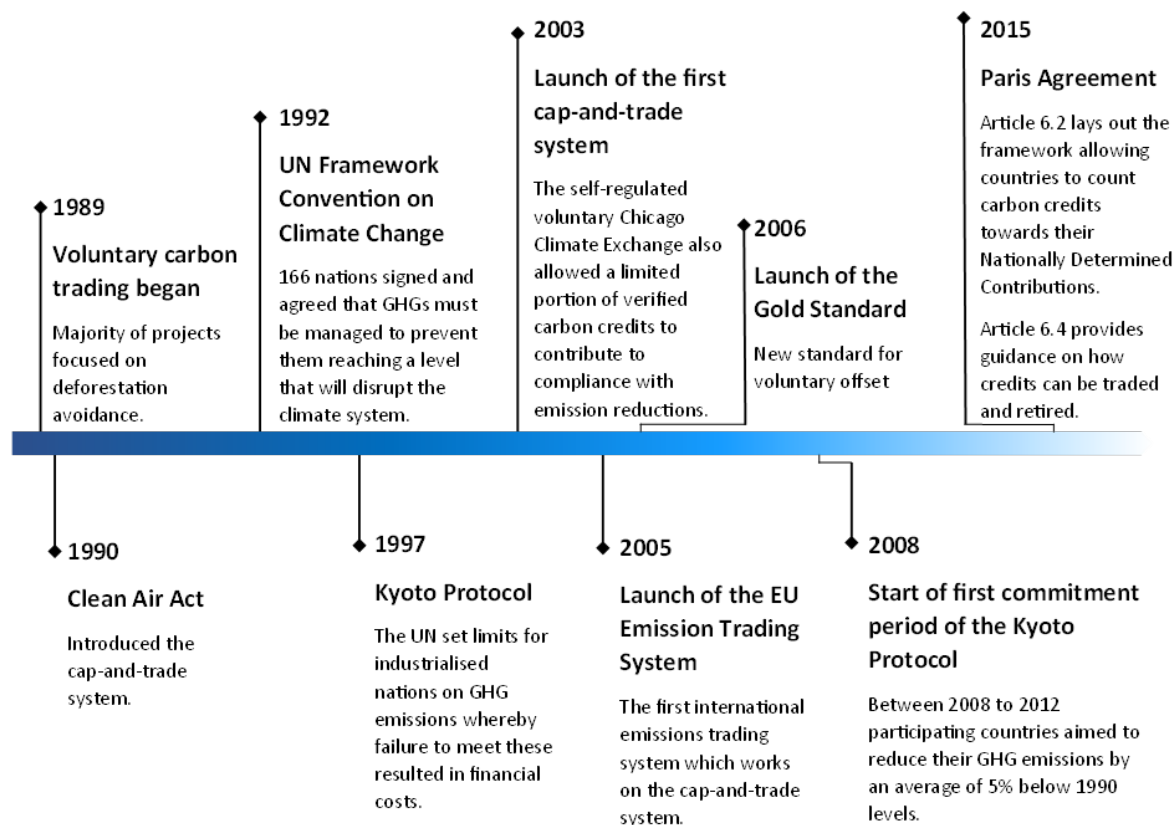 1989
Voluntary carbon
trading began
Majority of projects
focused on
deforestation
avoidance.
1992
UN Framework
Convention on
Climate Change
166 nations signed and
agreed that GHGs must
be managed to prevent
them reaching a level
that will disrupt the
climate system.
2003
Launch of the first
cap-and-trade
system
The self-regulated
voluntary Chicago
Climate Exchange also
allowed a limited
portion of verified
carbon credits to
contribute to
compliance with
emission reductions.
2006
Launch of the
Gold Standard
New standard for
voluntary offset
2015
Paris Agreement
Article 6.2 lays out the
framework allowing
countries to count
carbon credits
towards their
Nationally Determined
Contributions.
Article 6.4 provides
guidance on how
credits can be traded
and retired.
1990
Clean Air Act
Introduced the
cap-and-trade
system.
1997
Kyoto Protocol
The UN set limits for
industrialised
nations on GHG
emissions whereby
failure to meet these
resulted in financial
costs.
2005
Launch of the EU
Emission Trading
System
The first international
emissions trading
system which works
on the cap-and-trade
system.
2008
Start of first commitment
period of the Kyoto
Protocol
Between 2008 to 2012
participating countries aimed to
reduce their GHG emissions by
an average of 5% below 1990
levels.